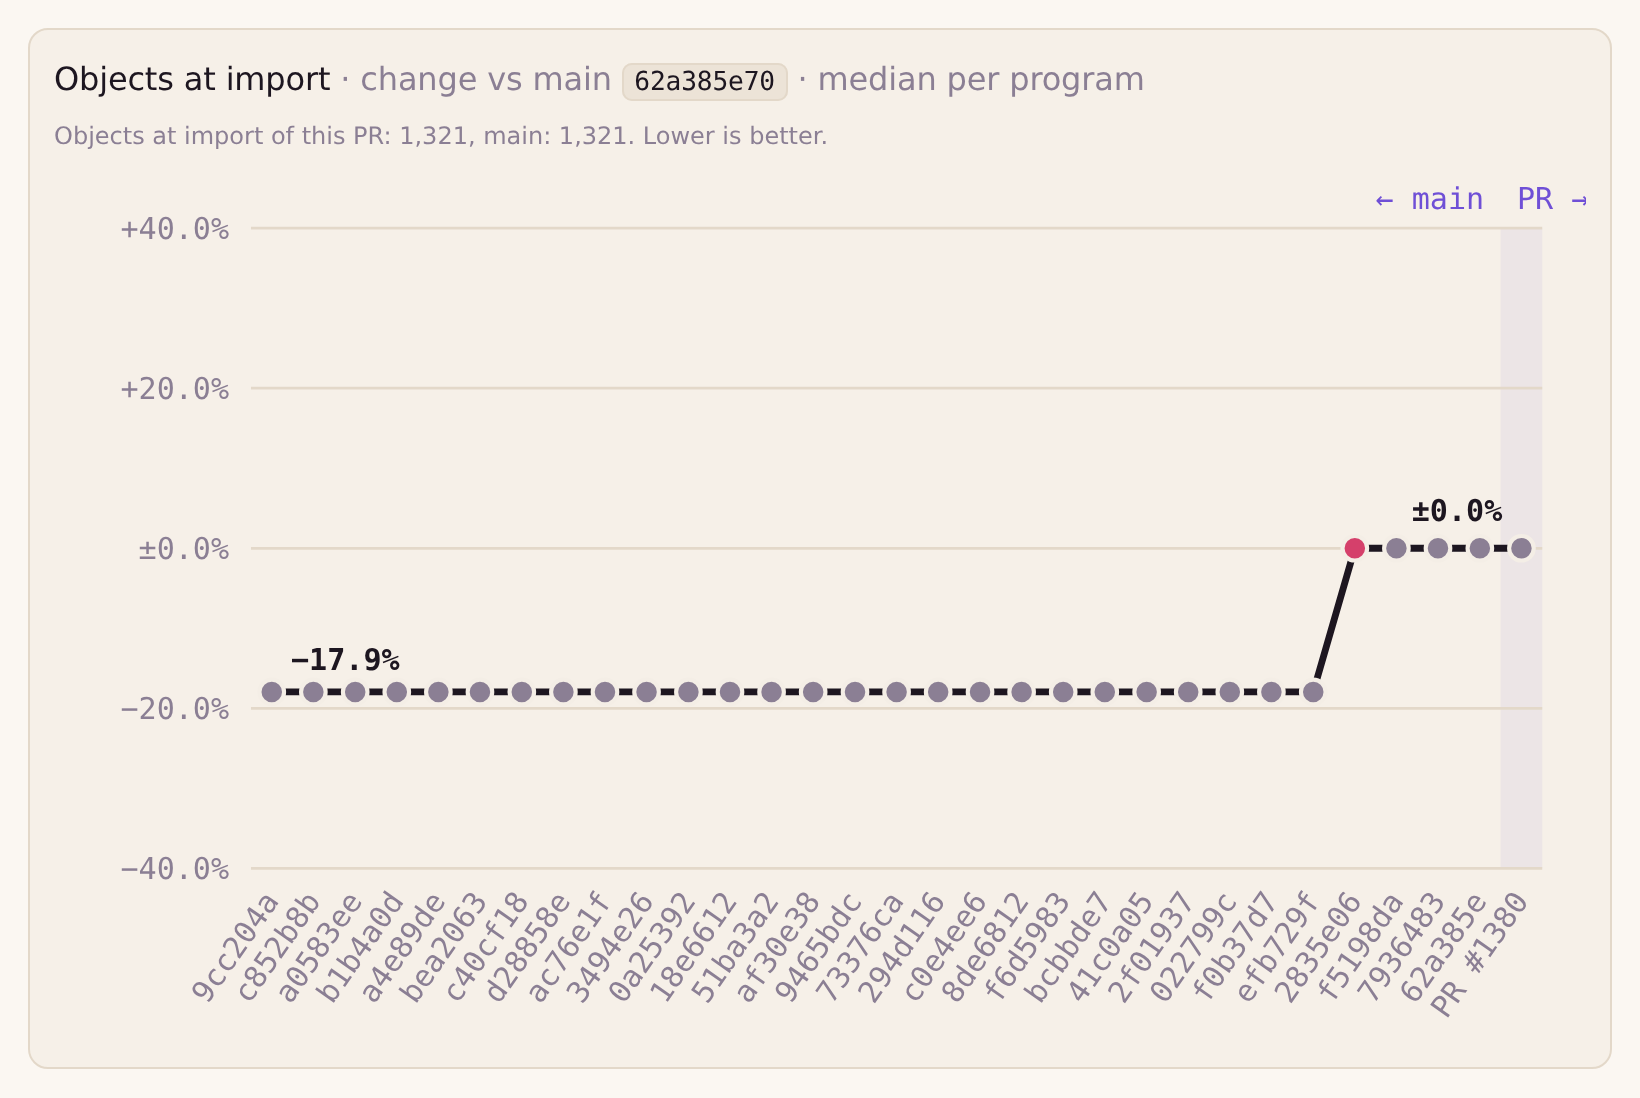 Objects at import · change vs main 62a385e70 · median per program
Objects at import of this PR: 1,321, main: 1,321. Lower is better.
← main PR →
+40.0%
+20.0%
±0.0%
−20.0%
−40.0%
−17.9%
±0.0%
9cc204a
c852b8b
a0583ee
b1b4a0d
a4e89de
bea2063
c40cf18
d28858e
ac76e1f
3494e26
0a25392
18e6612
51ba3a2
af30e38
9465bdc
73376ca
294d116
c0e4ee6
8de6812
f6d5983
bcbbde7
41c0a05
2f01937
022799c
f0b37d7
efb729f
2835e06
f5198da
7936483
62a385e
PR #1380